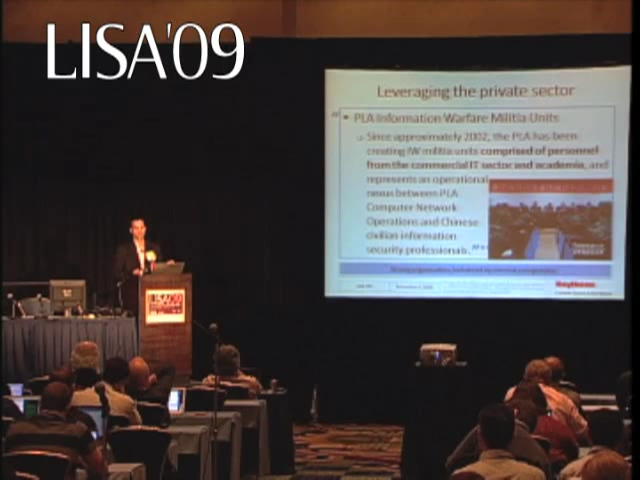 LISA'09
Leveraging the private sector
• PLA Information Warfare Militia Units
Since approximately 2002, the PLA has been
creating IW militia units comprised of personnel
from the commercial IT sector and academia, and
represents an operational
nexus between PLA
Computer Network
Operations and Chinese
civilian information
security professionals.
LISA'09